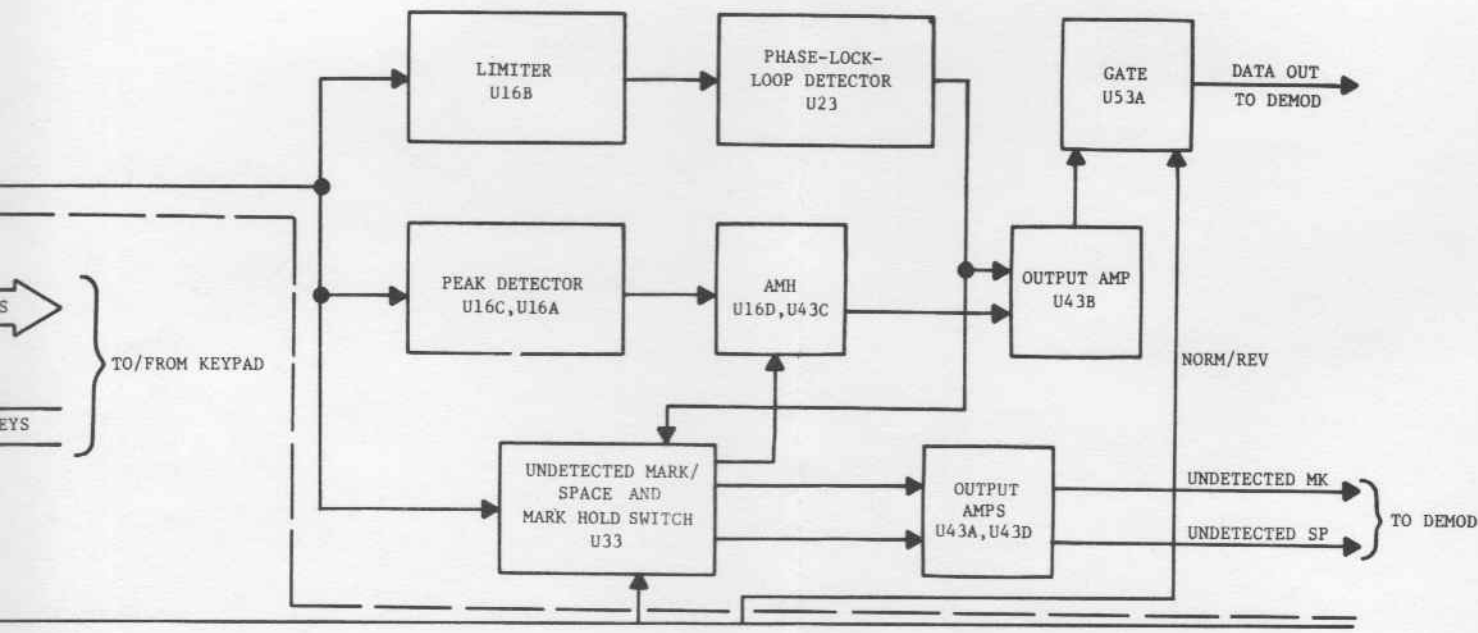 LIMITER
U16B
PHASE-LOCK-
LOOP DETECTOR
U23
GATE
U53A
DATA OUT
TO DEMOD
PEAK DETECTOR
U16C,U16A
AMH
U16D,U43C
OUTPUT AMP
U43B
S
TO/FROM KEYPAD
EYS
NORM/REV
UNDETECTED MARK/
SPACE AND
MARK HOLD SWITCH
U33
OUTPUT
AMPS
U43A,U43D
UNDETECTED MK
UNDETECTED SP
TO DEMOD